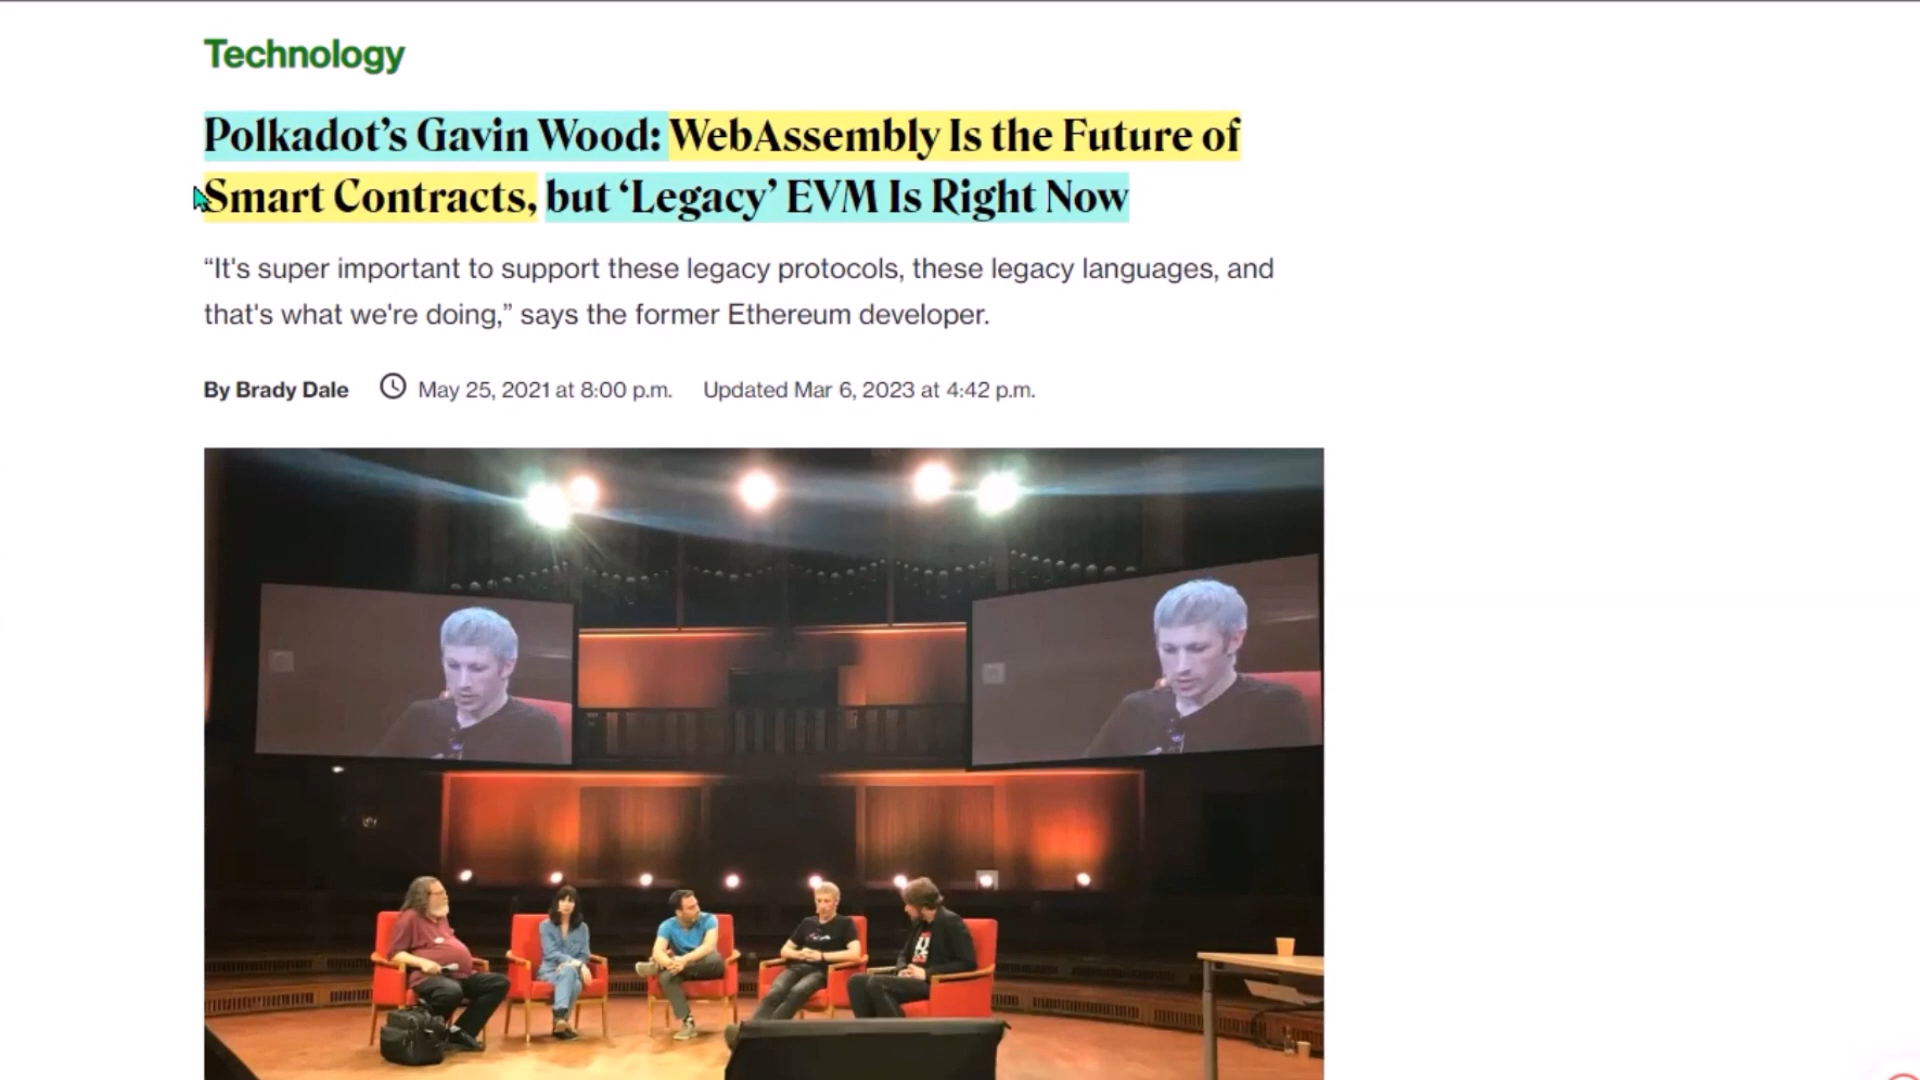 Technology
Polkadot’s Gavin Wood: WebAssembly Is the Future of
Smart Contracts, but ‘Legacy’ EVM Is Right Now
“It's super important to support these legacy protocols, these legacy languages, and
that's what we're doing,” says the former Ethereum developer.
By Brady Dale May 25, 2021 at 8:00 p.m. Updated Mar 6, 2023 at 4:42 p.m.